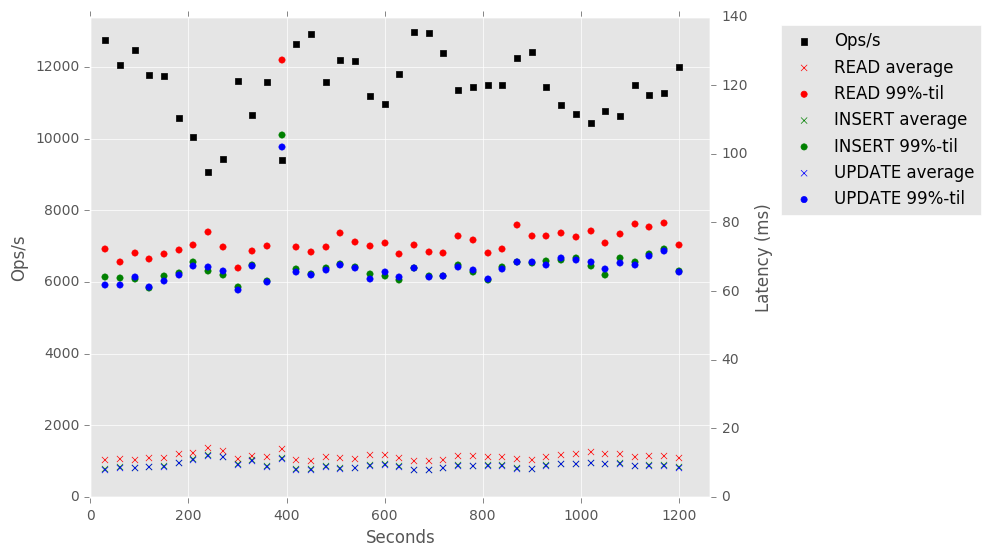 140
Ops/s
READ average
READ 99%-til
INSERT average
INSERT 99%-til
UPDATE average
UPDATE 99%-til
12000
120
10000
100
8000
80
Ops/s
Latency (ms)
6000
60
4000
40
2000
20
0
0
0 200 400 600 800 1000 1200
Seconds